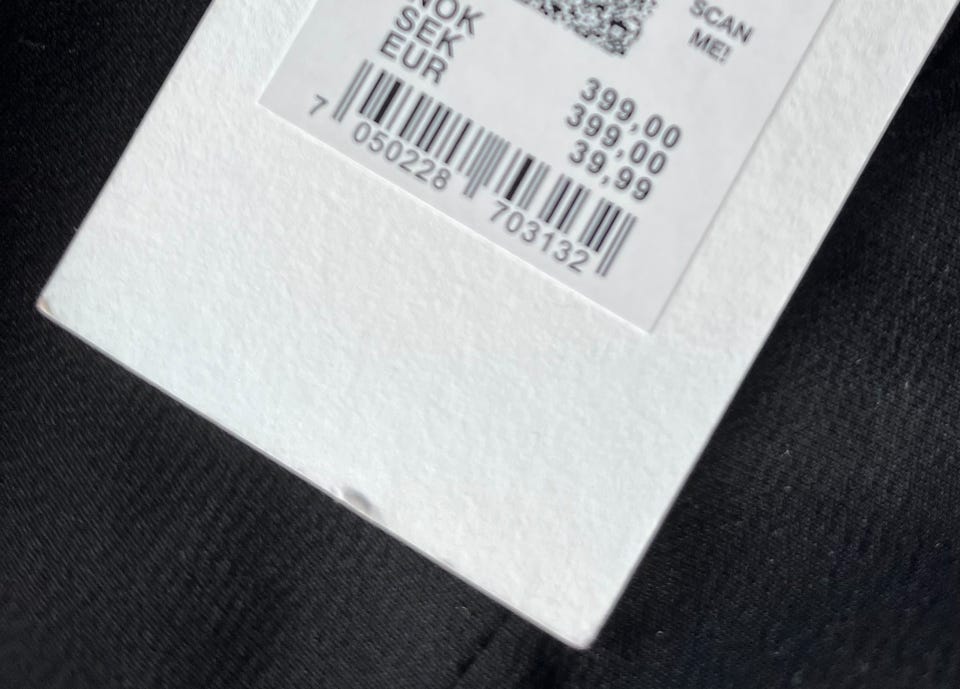 SCAN
ME!
NOK 399,00
SEK 399,00
EUR 39,99
7 050228 703132